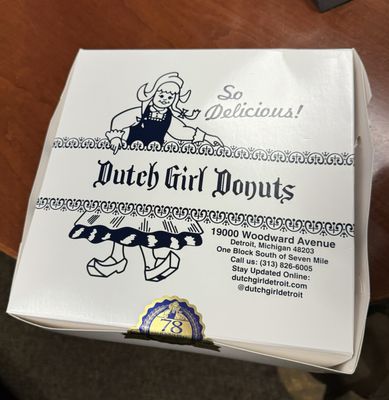 So
Delicious!
Dutch Girl Donuts
19000 Woodward Avenue
Detroit, Michigan 48203
One Block South of Seven Mile
Call us: (313) 826-6005
Stay Updated Online:
dutchgirldetroit.com
@dutchgirldetroit
78